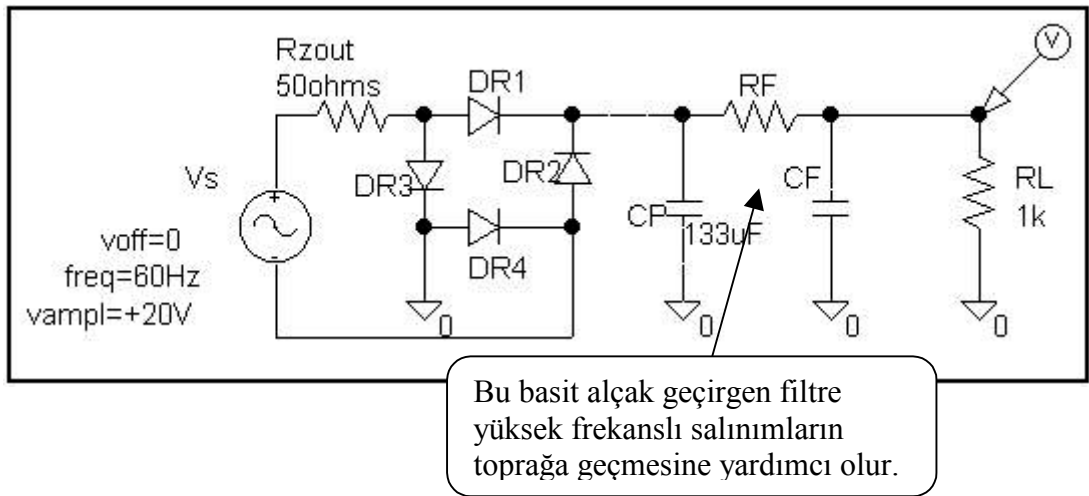 Rzout
50ohms
DR1
RF
V
Vs
DR3
DR2
CP
133uF
CF
RL
1k
voff=0
freq=60Hz
vampl=+20V
DR4
0
0
0
0
+
-
Bu basit alçak geçirgen filtre
yüksek frekanslı salınımların
toprağa geçmesine yardımcı olur.